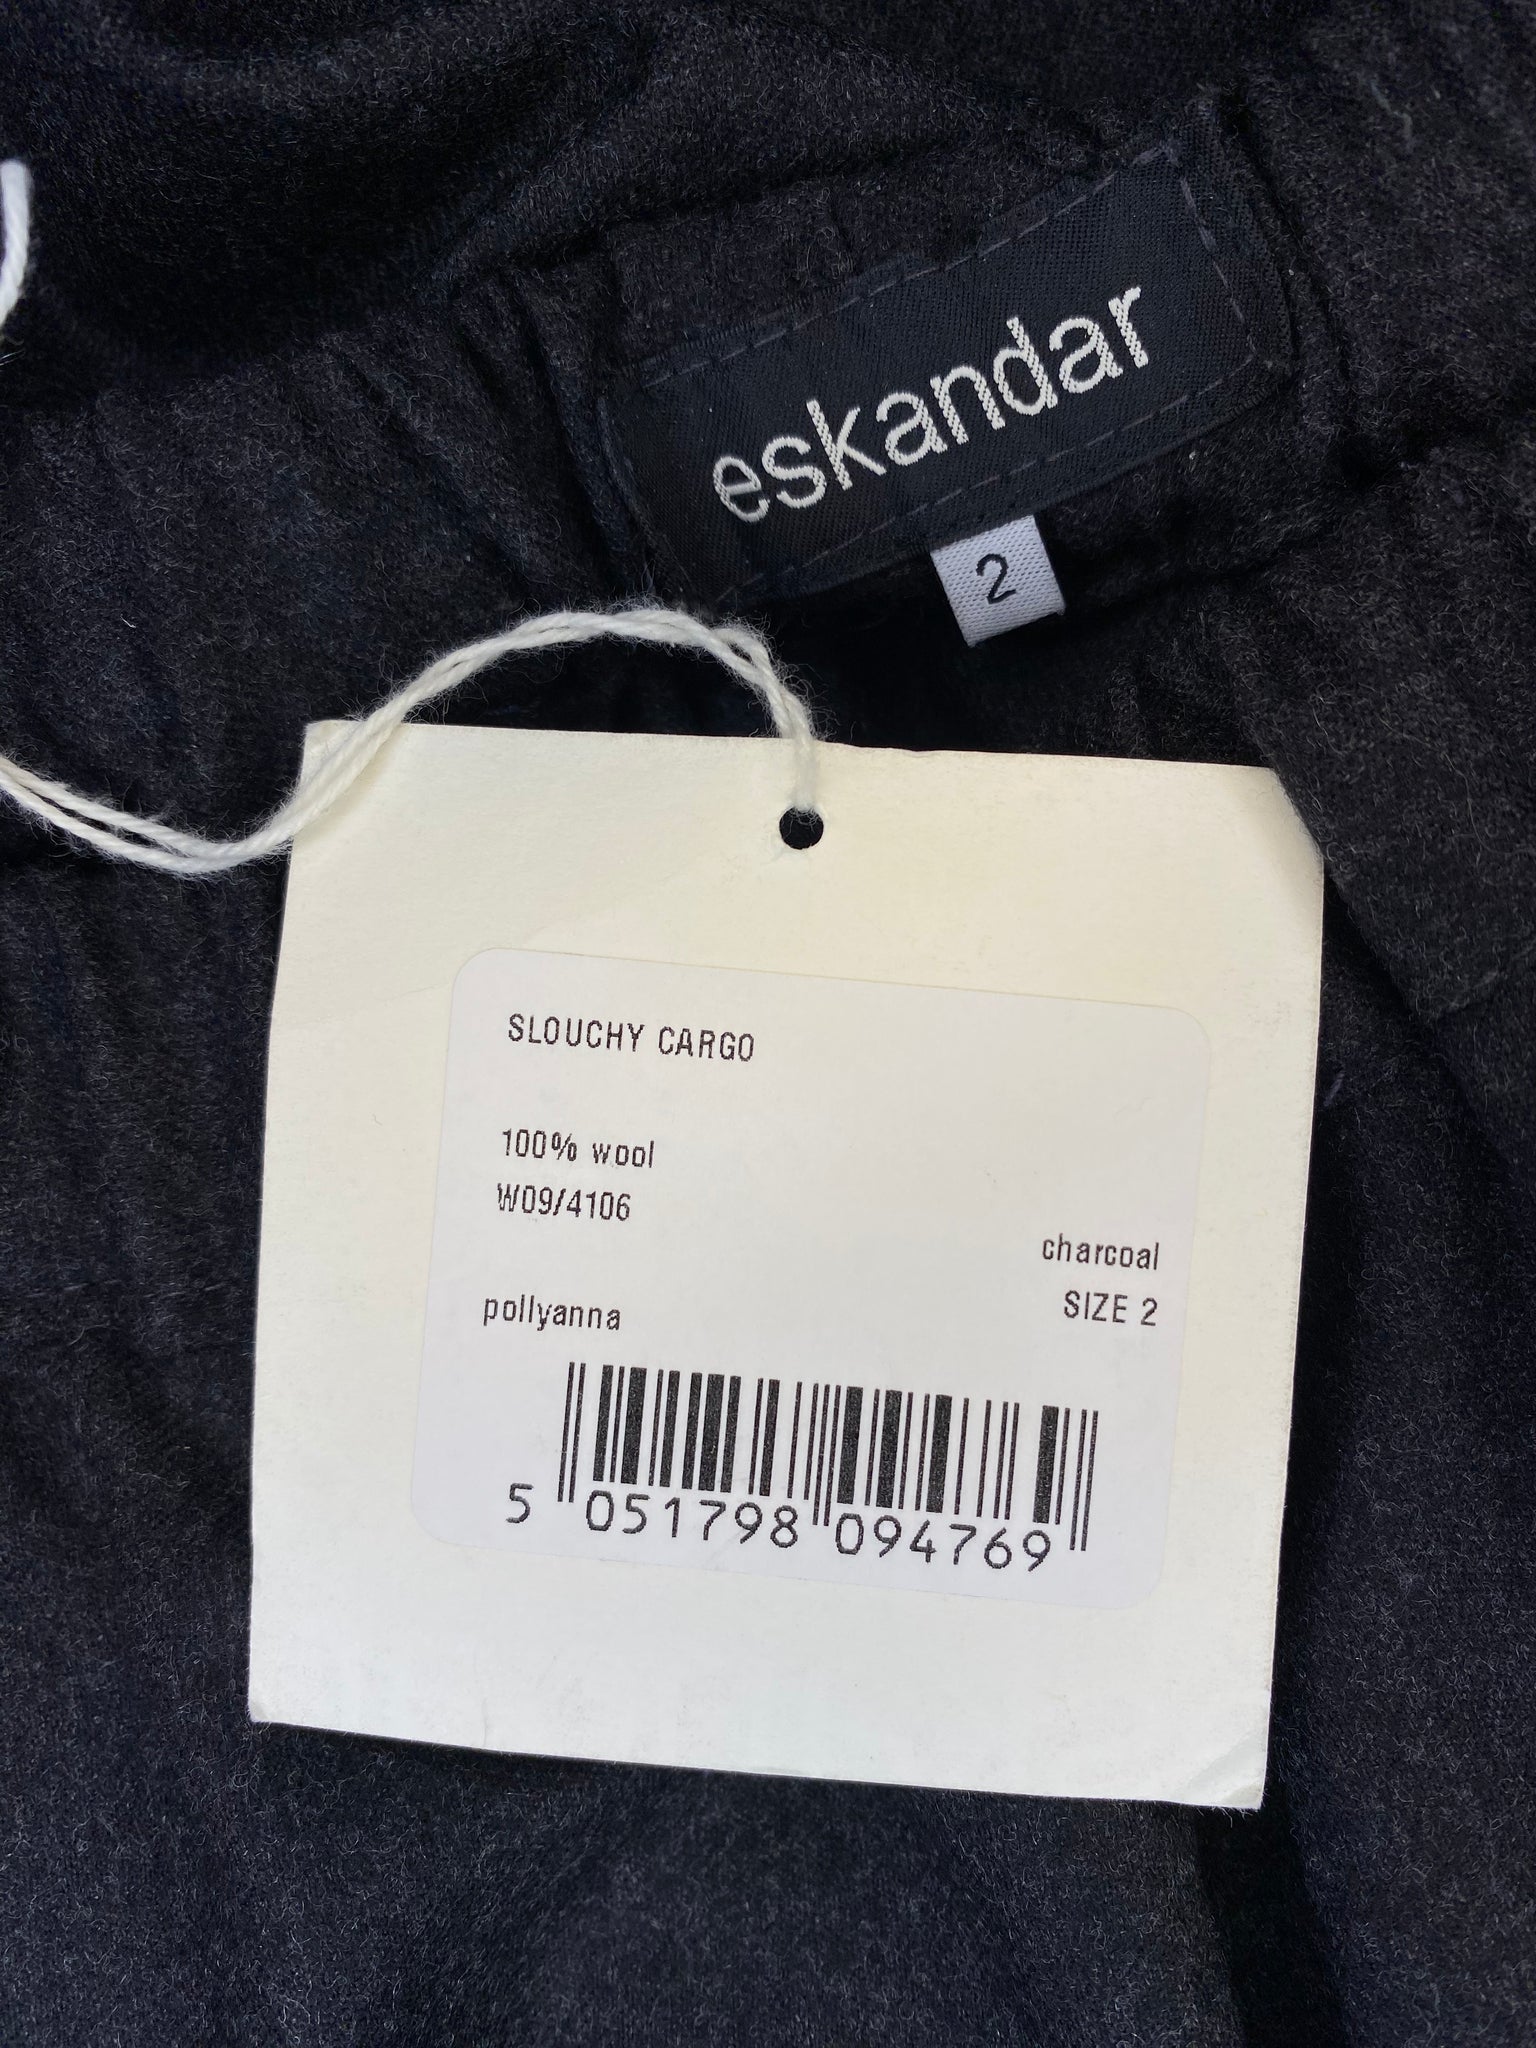 eskandar
2
SLOUCHY CARGO
100% wool
W09/4106
charcoal
SIZE 2
pollyanna
5 051798 094769